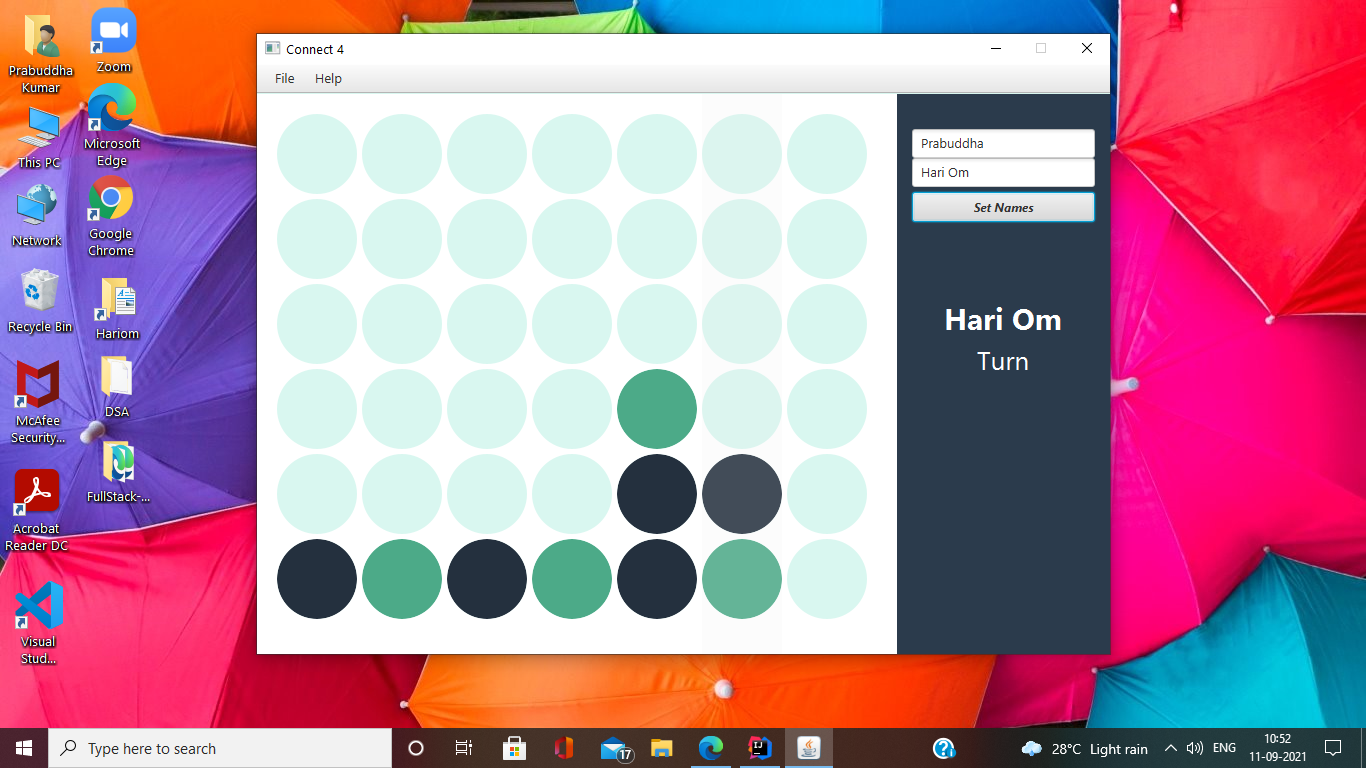 Prabuddha
Kumar
Zoom
This PC
Microsoft
Edge
Network
Google
Chrome
Recycle Bin
Hariom
McAfee
Security...
DSA
Acrobat
Reader DC
FullStack-...
Visual
Stud...
Connect 4
File Help
Prabuddha
Hari Om
Set Names
Hari Om
Turn
Type here to search
17
28°C Light rain
ENG
10:52
11-09-2021